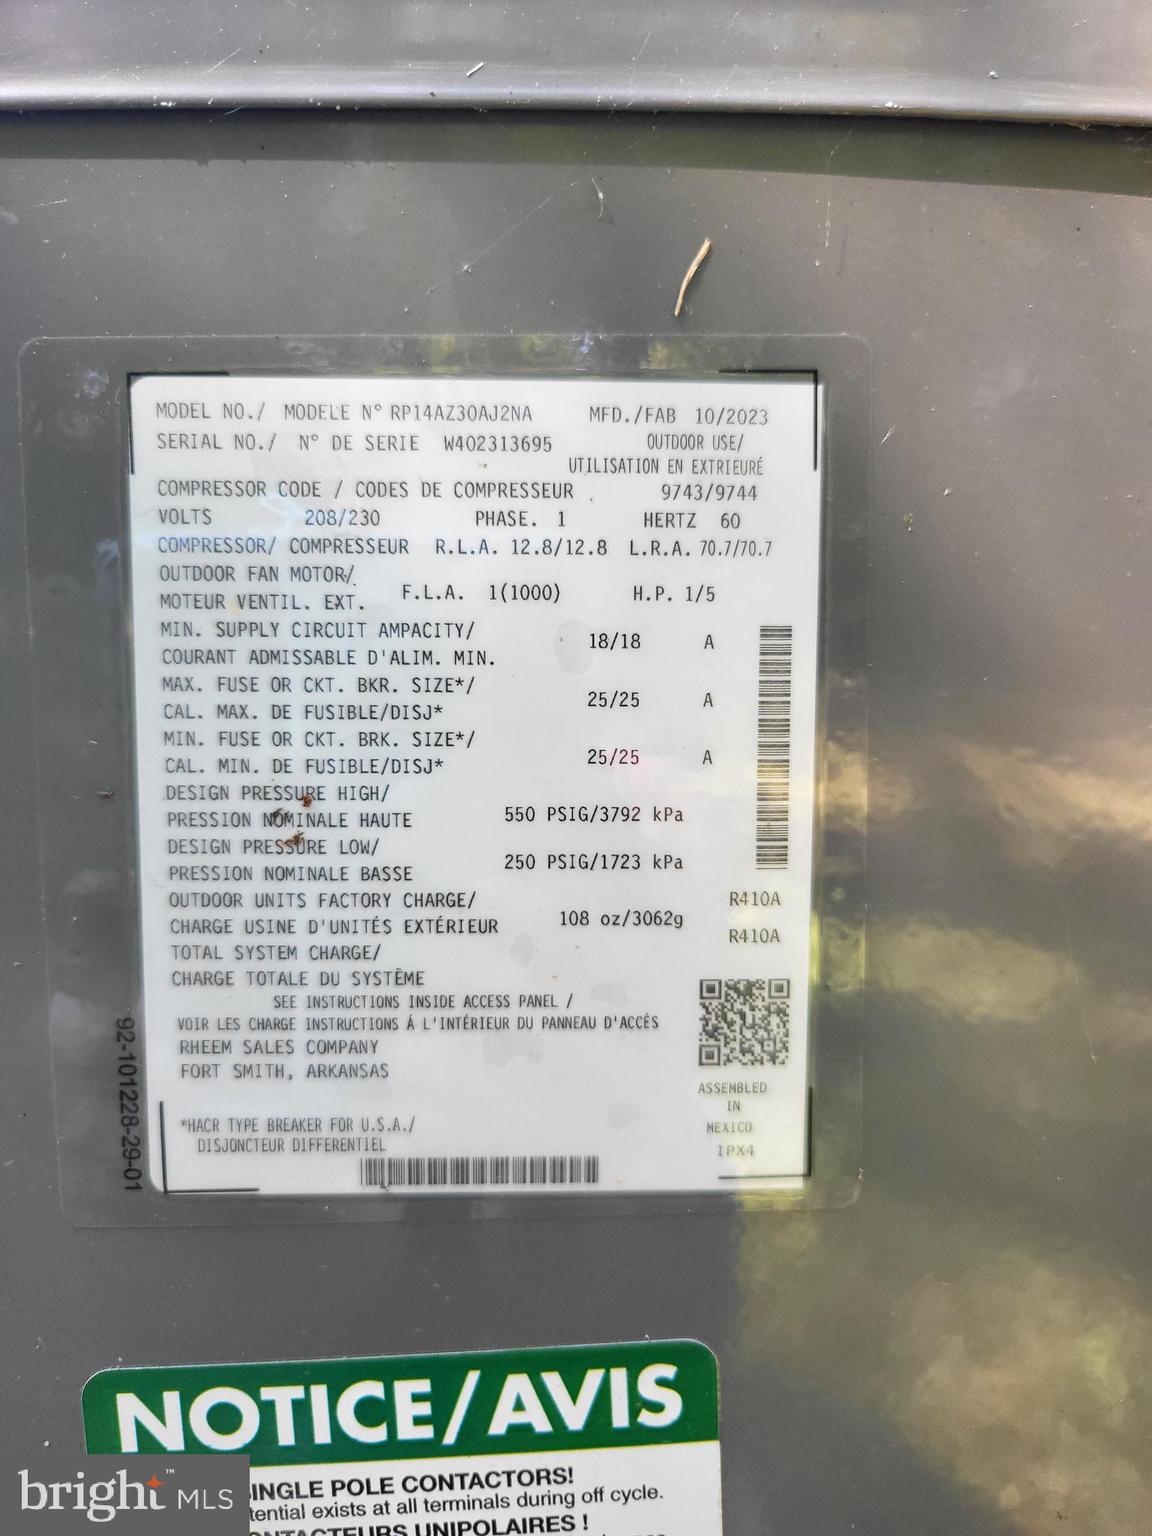 MODEL NO./ MODELE N° RP14AZ30AJ2NA MFD./FAB 10/2023
SERIAL NO./ N° DE SERIE W402313695 OUTDOOR USE/
UTILISATION EN EXTRIEURÉ
COMPRESSOR CODE / CODES DE COMPRESSEUR 9743/9744
VOLTS 208/230 PHASE. 1 HERTZ 60
COMPRESSOR/ COMPRESSEUR R.L.A. 12.8/12.8 L.R.A. 70.7/70.7
OUTDOOR FAN MOTOR/
MOTEUR VENTIL. EXT. F.L.A. 1(1000) H.P. 1/5
MIN. SUPPLY CIRCUIT AMPACITY/
COURANT ADMISSABLE D'ALIM. MIN. 18/18 A
MAX. FUSE OR CKT. BKR. SIZE*/
CAL. MAX. DE FUSIBLE/DISJ* 25/25 A
MIN. FUSE OR CKT. BRK. SIZE*/
CAL. MIN. DE FUSIBLE/DISJ* 25/25 A
DESIGN PRESSURE HIGH/
PRESSION NOMINALE HAUTE 550 PSIG/3792 kPa
DESIGN PRESSURE LOW/
PRESSION NOMINALE BASSE 250 PSIG/1723 kPa
OUTDOOR UNITS FACTORY CHARGE/ R410A
CHARGE USINE D'UNITÉS EXTÉRIEUR 108 oz/3062g
R410A
TOTAL SYSTEM CHARGE/
CHARGE TOTALE DU SYSTÈME
SEE INSTRUCTIONS INSIDE ACCESS PANEL /
VOIR LES CHARGE INSTRUCTIONS Á L'INTÉRIEUR DU PANNEAU D'ACCÉS
RHEEM SALES COMPANY
FORT SMITH, ARKANSAS
ASSEMBLED
IN
MEXICO
IPX4
*HACR TYPE BREAKER FOR U.S.A./
DISJONCTEUR DIFFERENTIEL
92-101228-29-01
NOTICE/AVIS
INGLE POLE CONTACTORS!
tential exists at all terminals during off cycle.
NTACTEURS UNIPOLAIRES !
bright™ MLS